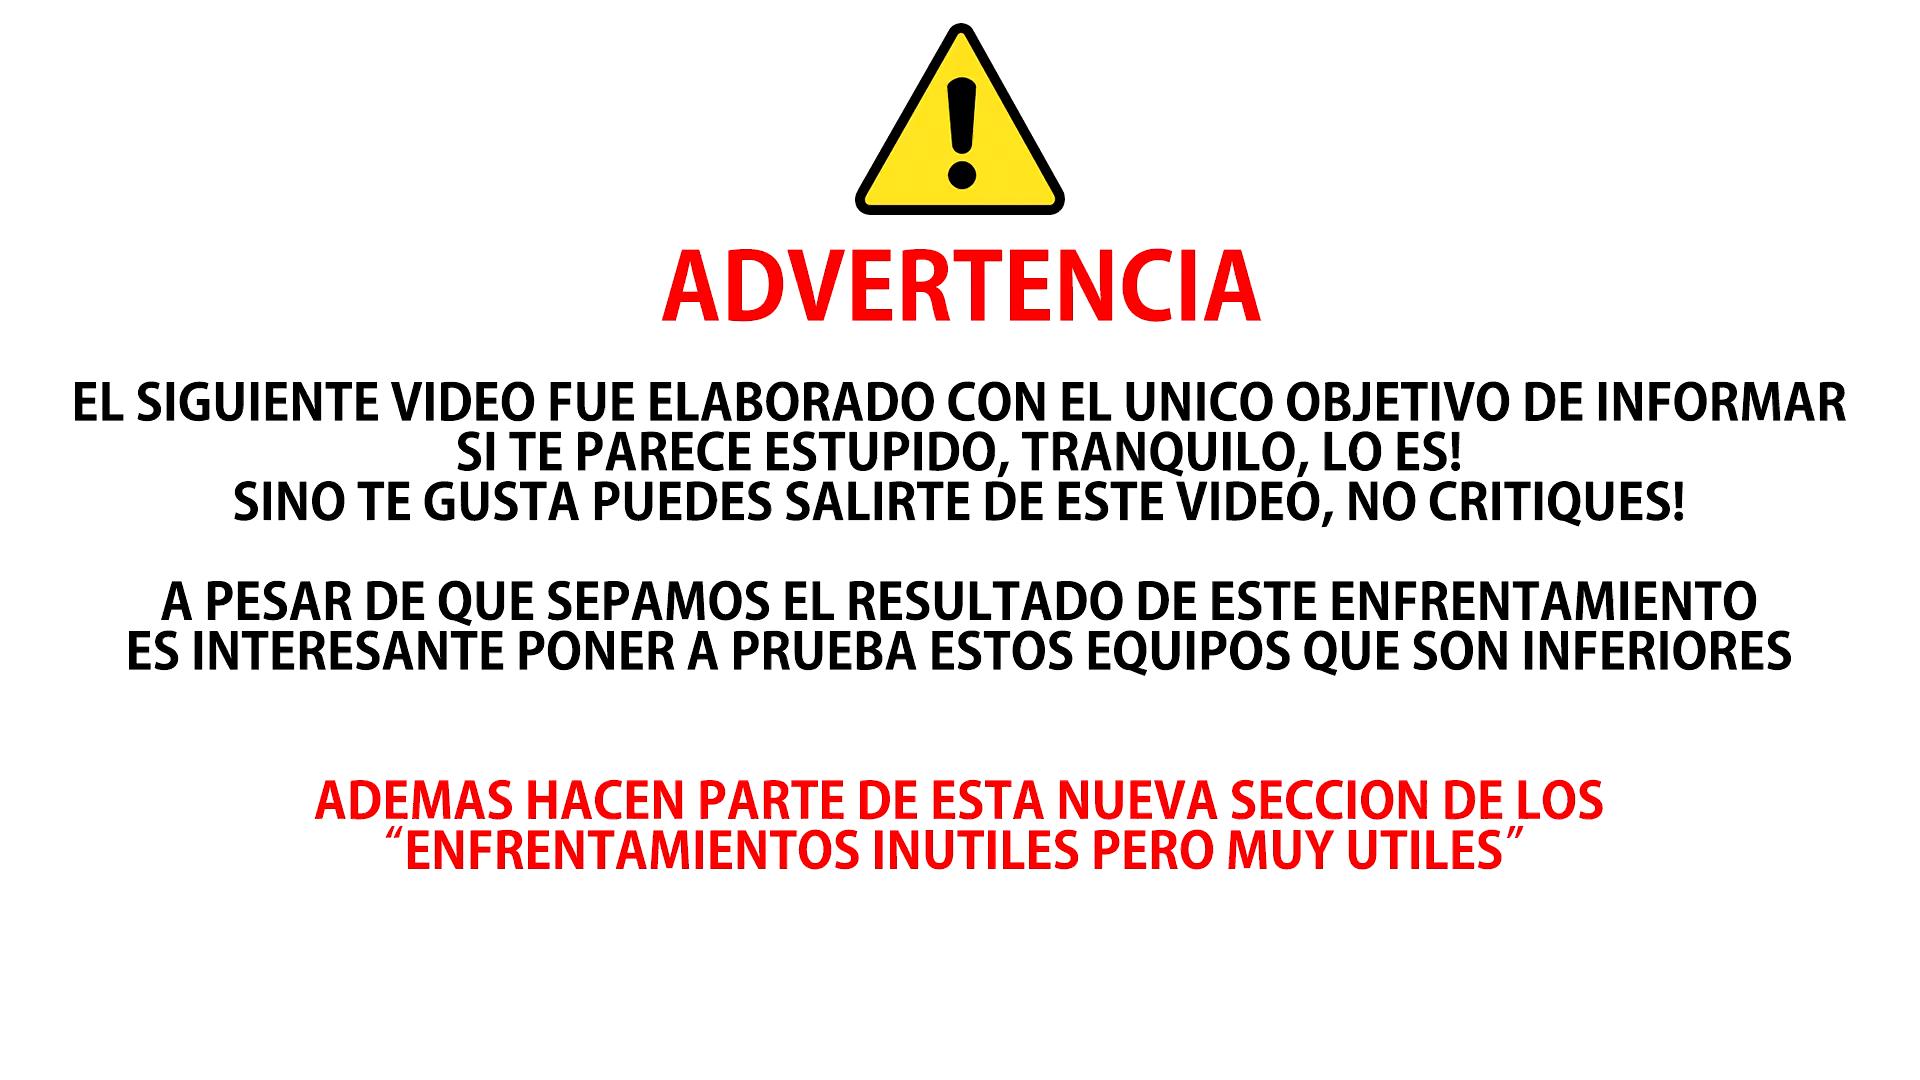 ADVERTENCIA
EL SIGUIENTE VIDEO FUE ELABORADO CON EL UNICO OBJETIVO DE INFORMAR
SI TE PARECE ESTUPIDO, TRANQUILO, LO ES!
SINO TE GUSTA PUEDES SALIRTE DE ESTE VIDEO, NO CRITIQUES!
A PESAR DE QUE SEPAMOS EL RESULTADO DE ESTE ENFRENTAMIENTO
ES INTERESANTE PONER A PRUEBA ESTOS EQUIPOS QUE SON INFERIORES
ADEMAS HACEN PARTE DE ESTA NUEVA SECCION DE LOS
“ENFRENTAMIENTOS INUTILES PERO MUY UTILES”